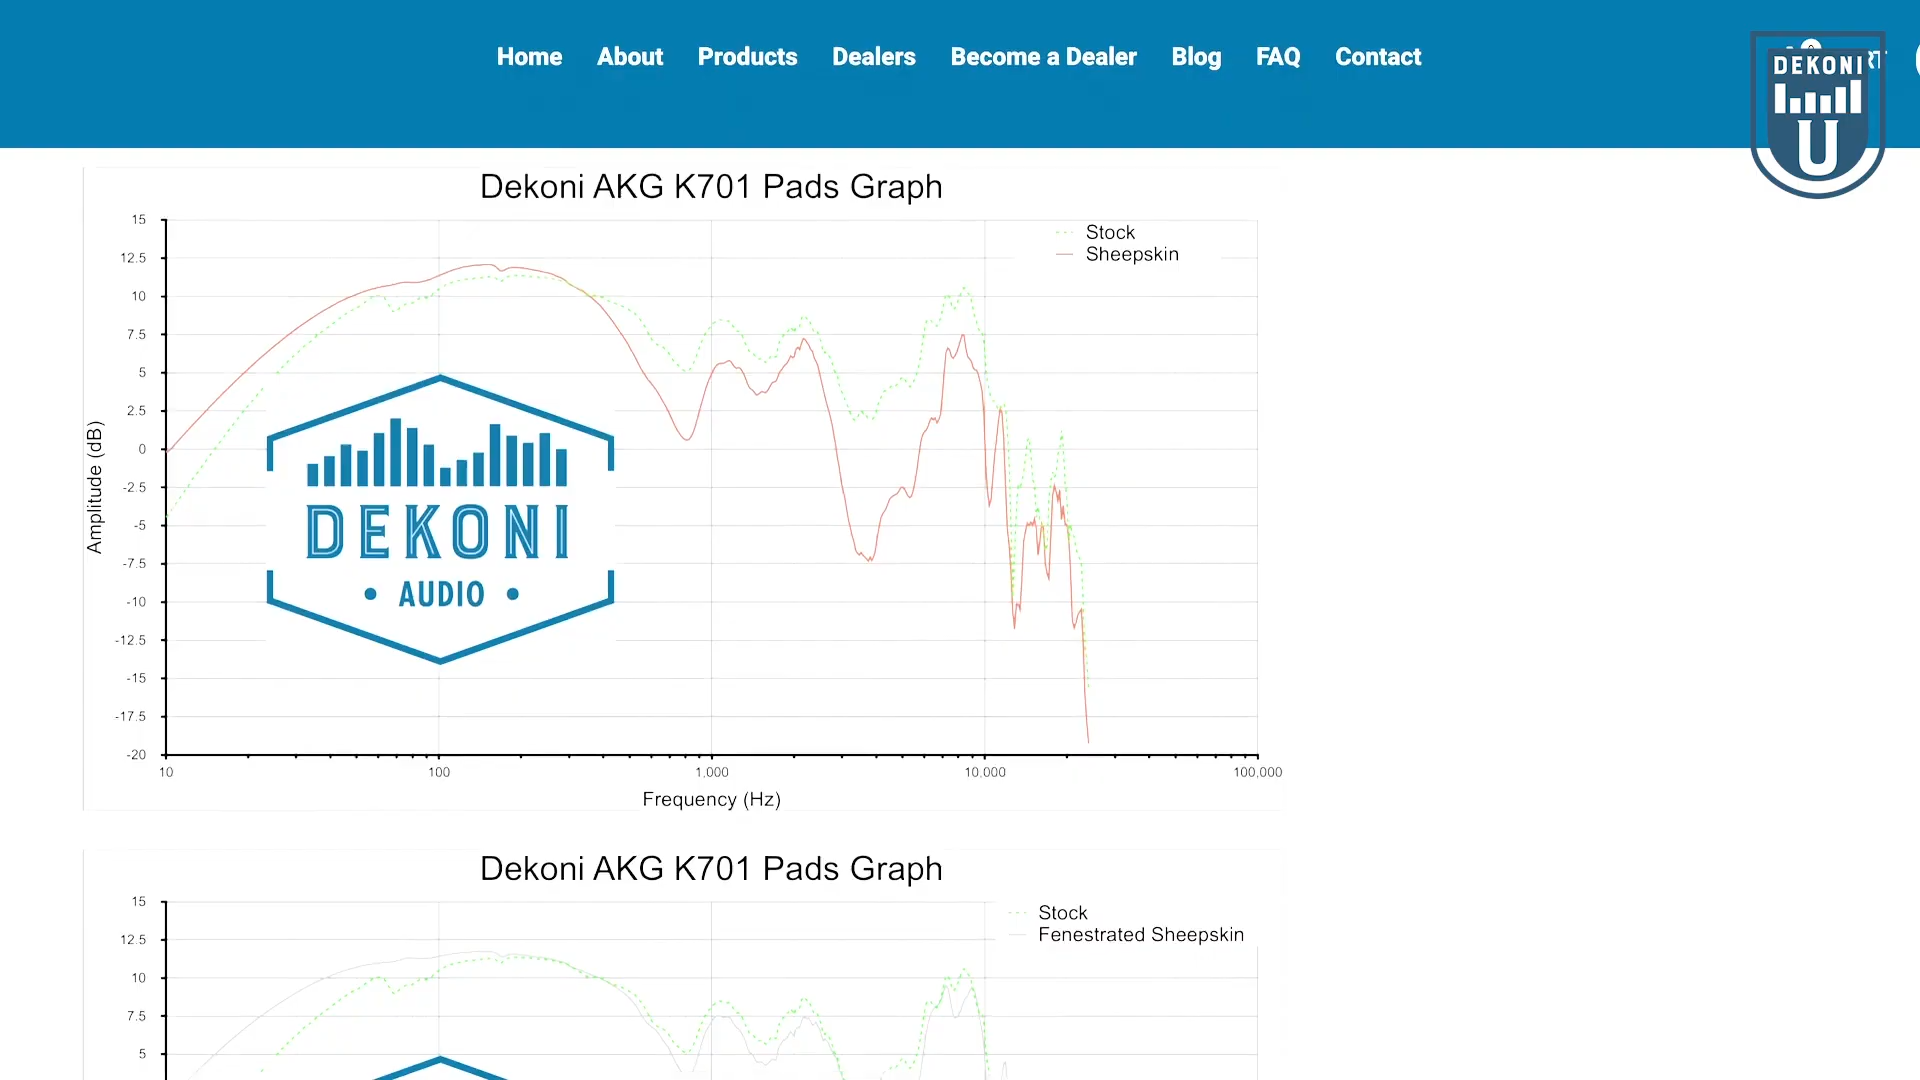 Home About Products Dealers Become a Dealer Blog FAQ Contact
DEKONI
U
Dekoni AKG K701 Pads Graph
Stock
Sheepskin
15
12.5
10
7.5
5
2.5
0
-2.5
-5
-7.5
-10
-12.5
-15
-17.5
-20
Amplitude (dB)
DEKONI
• AUDIO •
10 100 1,000 10,000 100,000
Frequency (Hz)
Dekoni AKG K701 Pads Graph
Stock
Fenestrated Sheepskin
15
12.5
10
7.5
5